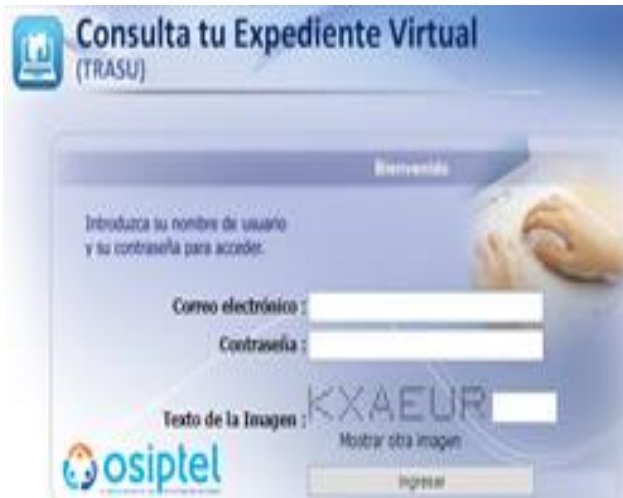 Consulta tu Expediente Virtual
(TRASU)
Bienvenido
Introduzca su nombre de usuario
y su contraseña para acceder.
Correo electrónico :
Contraseña :
Texto de la Imagen : KXAEUR
Mostrar otra imagen
osiptel
Ingresar